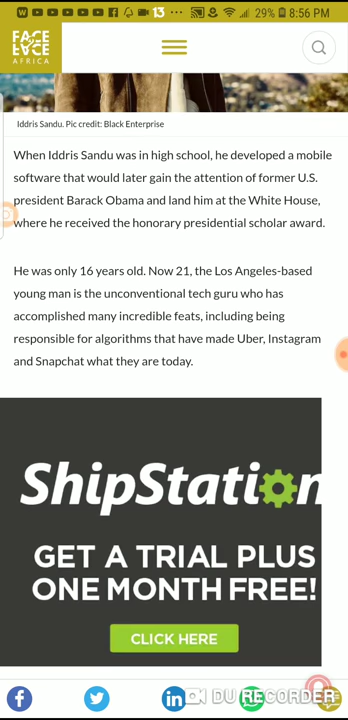 13 ... 29% 8:56 PM
FACE
2
FACE
AFRICA
Iddris Sandu. Pic credit: Black Enterprise
When Iddris Sandu was in high school, he developed a mobile
software that would later gain the attention of former U.S.
president Barack Obama and land him at the White House,
where he received the honorary presidential scholar award.
He was only 16 years old. Now 21, the Los Angeles-based
young man is the unconventional tech guru who has
accomplished many incredible feats, including being
responsible for algorithms that have made Uber, Instagram
and Snapchat what they are today.
ShipStation
GET A TRIAL PLUS
ONE MONTH FREE!
CLICK HERE
DU RECORDER